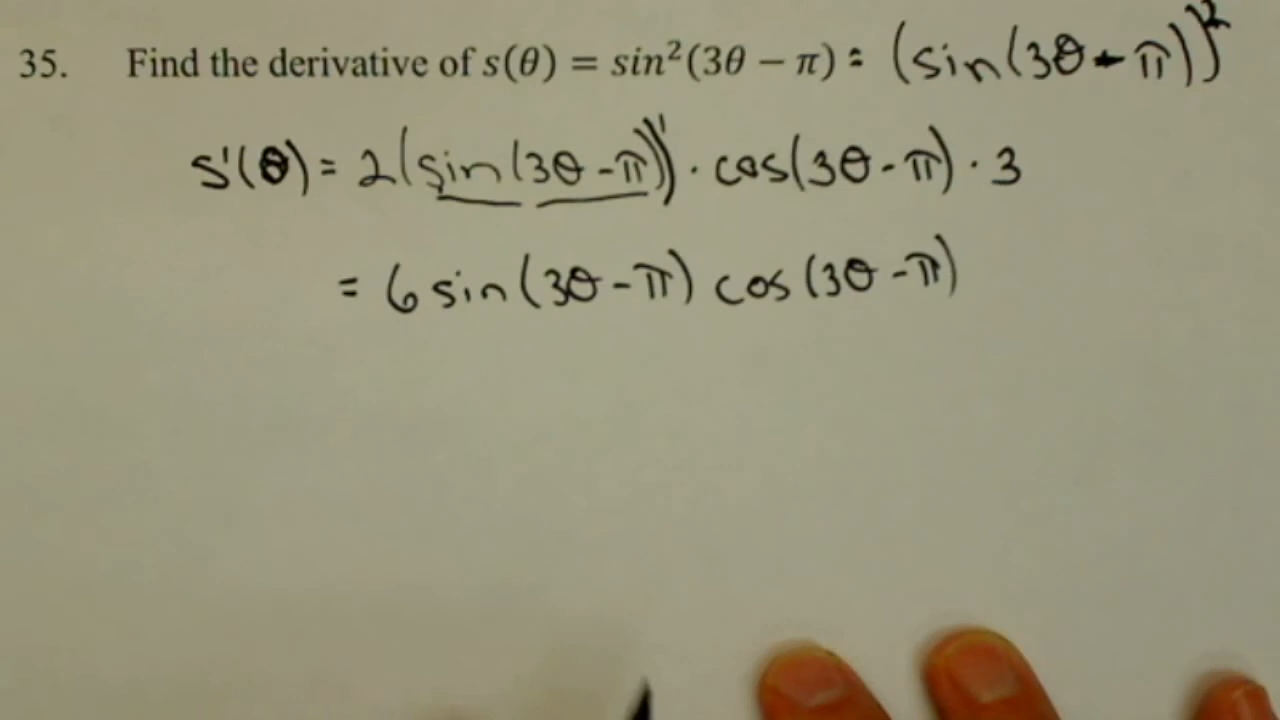 35. Find the derivative of s(θ) = sin²(3θ − π) = (sin(3θ - π))²
s'(θ) = 2(sin(3θ - π))¹ · cos(3θ - π) · 3
= 6 sin(3θ - π) cos(3θ - π)